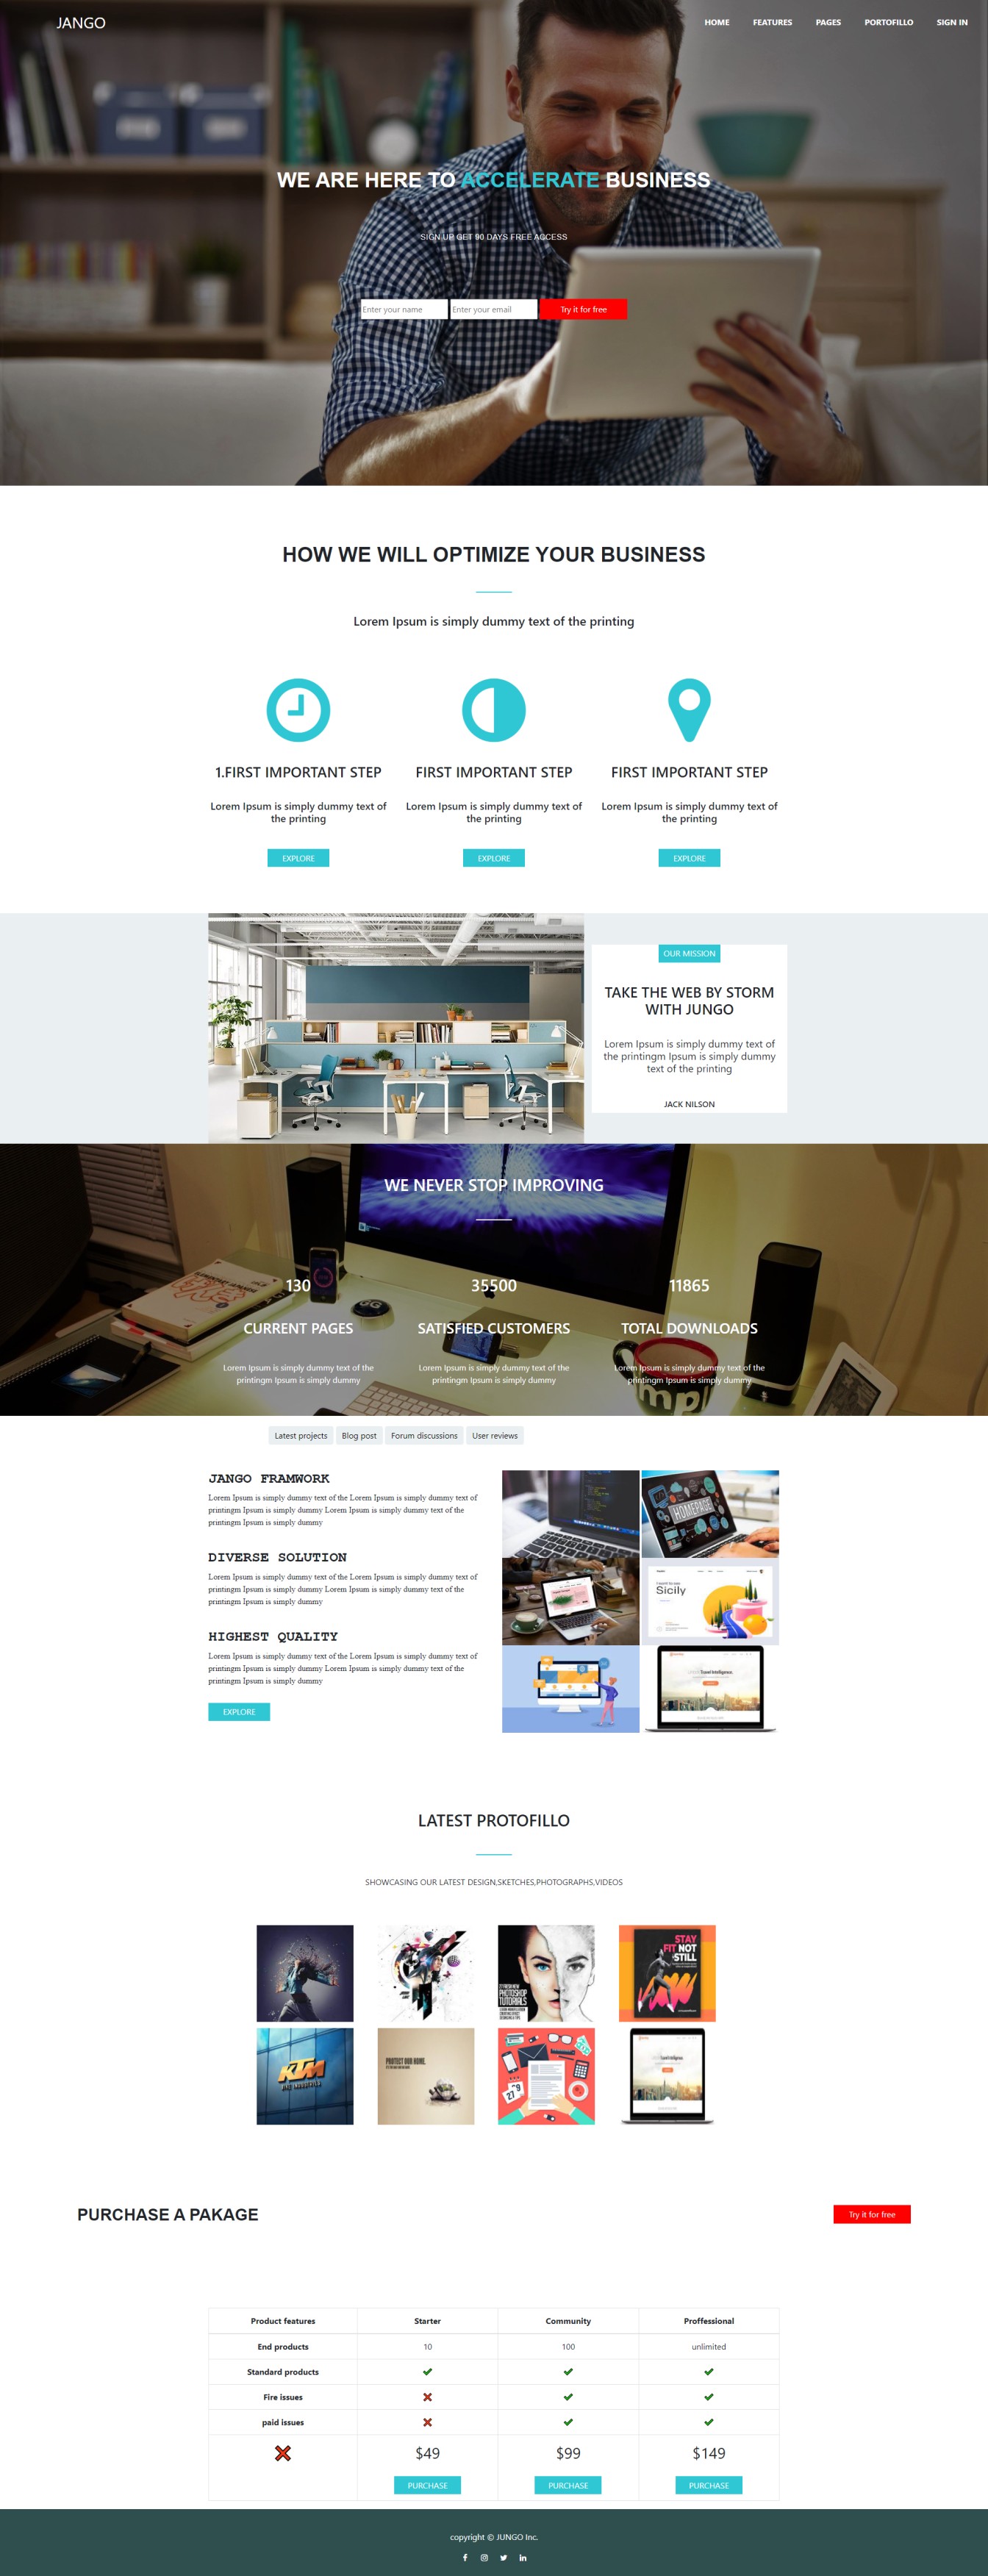 JANGO
HOME FEATURES PAGES PORTOFILLO SIGN IN
WE ARE HERE TO ACCELERATE BUSINESS
SIGN UP GET 90 DAYS FREE ACCESS
Enter your name Enter your email Try it for free
HOW WE WILL OPTIMIZE YOUR BUSINESS
Lorem Ipsum is simply dummy text of the printing
1.FIRST IMPORTANT STEP
Lorem Ipsum is simply dummy text of
the printing
EXPLORE
FIRST IMPORTANT STEP
Lorem Ipsum is simply dummy text of
the printing
EXPLORE
FIRST IMPORTANT STEP
Lorem Ipsum is simply dummy text of
the printing
EXPLORE
OUR MISSION
TAKE THE WEB BY STORM
WITH JUNGO
Lorem Ipsum is simply dummy text of
the printingm Ipsum is simply dummy
text of the printing
JACK NILSON
WE NEVER STOP IMPROVING
130
CURRENT PAGES
Lorem Ipsum is simply dummy text of the
printingm Ipsum is simply dummy
35500
SATISFIED CUSTOMERS
Lorem Ipsum is simply dummy text of the
printingm Ipsum is simply dummy
11865
TOTAL DOWNLOADS
Lorem Ipsum is simply dummy text of the
printingm Ipsum is simply dummy
Latest projects Blog post Forum discussions User reviews
JANGO FRAMWORK
Lorem Ipsum is simply dummy text of the Lorem Ipsum is simply dummy text of
printingm Ipsum is simply dummy Lorem Ipsum is simply dummy text of the
printingm Ipsum is simply dummy
DIVERSE SOLUTION
Lorem Ipsum is simply dummy text of the Lorem Ipsum is simply dummy text of
printingm Ipsum is simply dummy Lorem Ipsum is simply dummy text of the
printingm Ipsum is simply dummy
HIGHEST QUALITY
Lorem Ipsum is simply dummy text of the Lorem Ipsum is simply dummy text of
printingm Ipsum is simply dummy Lorem Ipsum is simply dummy text of the
printingm Ipsum is simply dummy
EXPLORE
HOMEPAGE
Sicily
Travel Intelligence.
LATEST PROTOFILLO
SHOWCASING OUR LATEST DESIGN,SKETCHES,PHOTOGRAPHS,VIDEOS
PHOTOSHOP
TUTORIALS
STAY
FIT NOT
STILL
KTM
PROTECT OUR HOME.
PURCHASE A PAKAGE
Try it for free
Product features Starter Community Proffessional
End products 10 100 unlimited
Standard products
Fire issues
paid issues
$49 $99 $149
PURCHASE PURCHASE PURCHASE
copyright © JUNGO Inc.